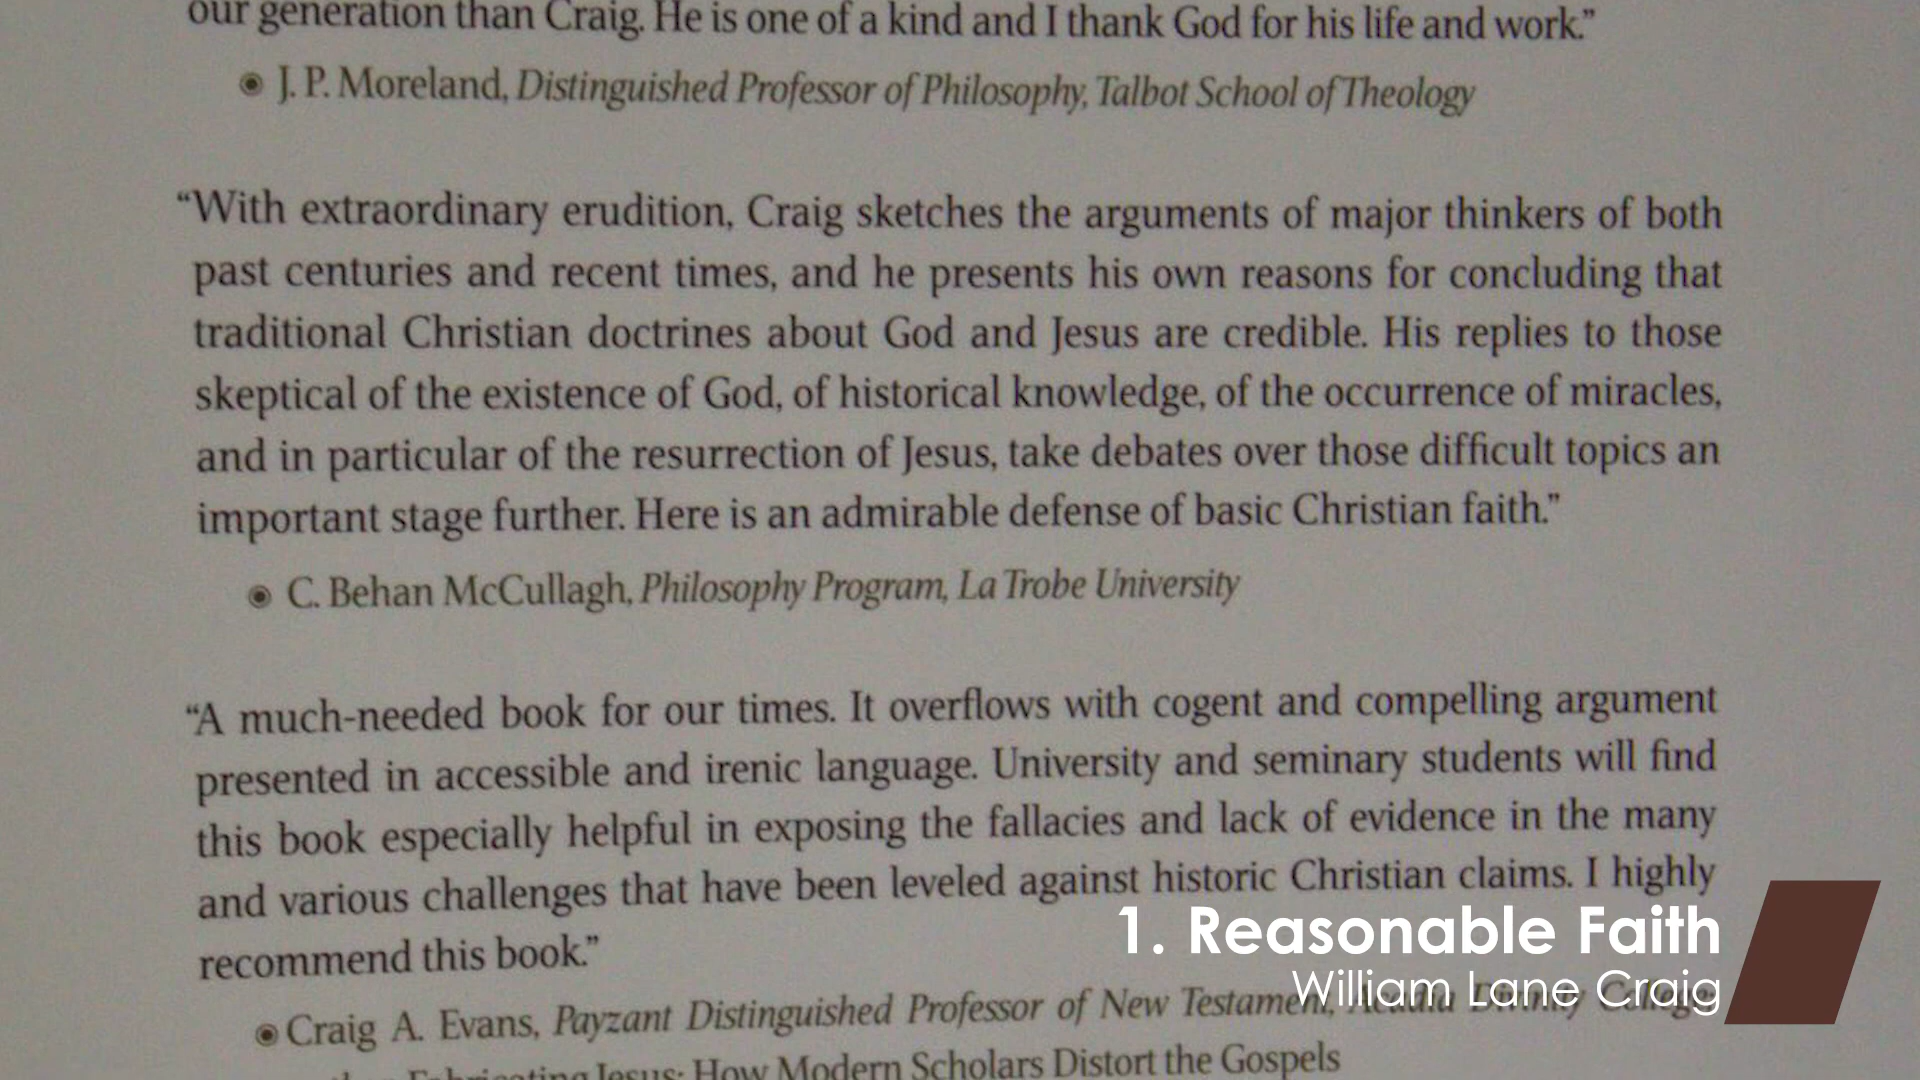 our generation than Craig. He is one of a kind and I thank God for his life and work.”
◉ J. P. Moreland, Distinguished Professor of Philosophy, Talbot School of Theology
“With extraordinary erudition, Craig sketches the arguments of major thinkers of both
past centuries and recent times, and he presents his own reasons for concluding that
traditional Christian doctrines about God and Jesus are credible. His replies to those
skeptical of the existence of God, of historical knowledge, of the occurrence of miracles,
and in particular of the resurrection of Jesus, take debates over those difficult topics an
important stage further. Here is an admirable defense of basic Christian faith.”
◉ C. Behan McCullagh, Philosophy Program, La Trobe University
“A much-needed book for our times. It overflows with cogent and compelling argument
presented in accessible and irenic language. University and seminary students will find
this book especially helpful in exposing the fallacies and lack of evidence in the many
and various challenges that have been leveled against historic Christian claims. I highly
recommend this book.”
◉ Craig A. Evans, Payzant Distinguished Professor of New Testament, Acadia Divinity College
Fabricating Jesus: How Modern Scholars Distort the Gospels
1. Reasonable Faith
William Lane Craig